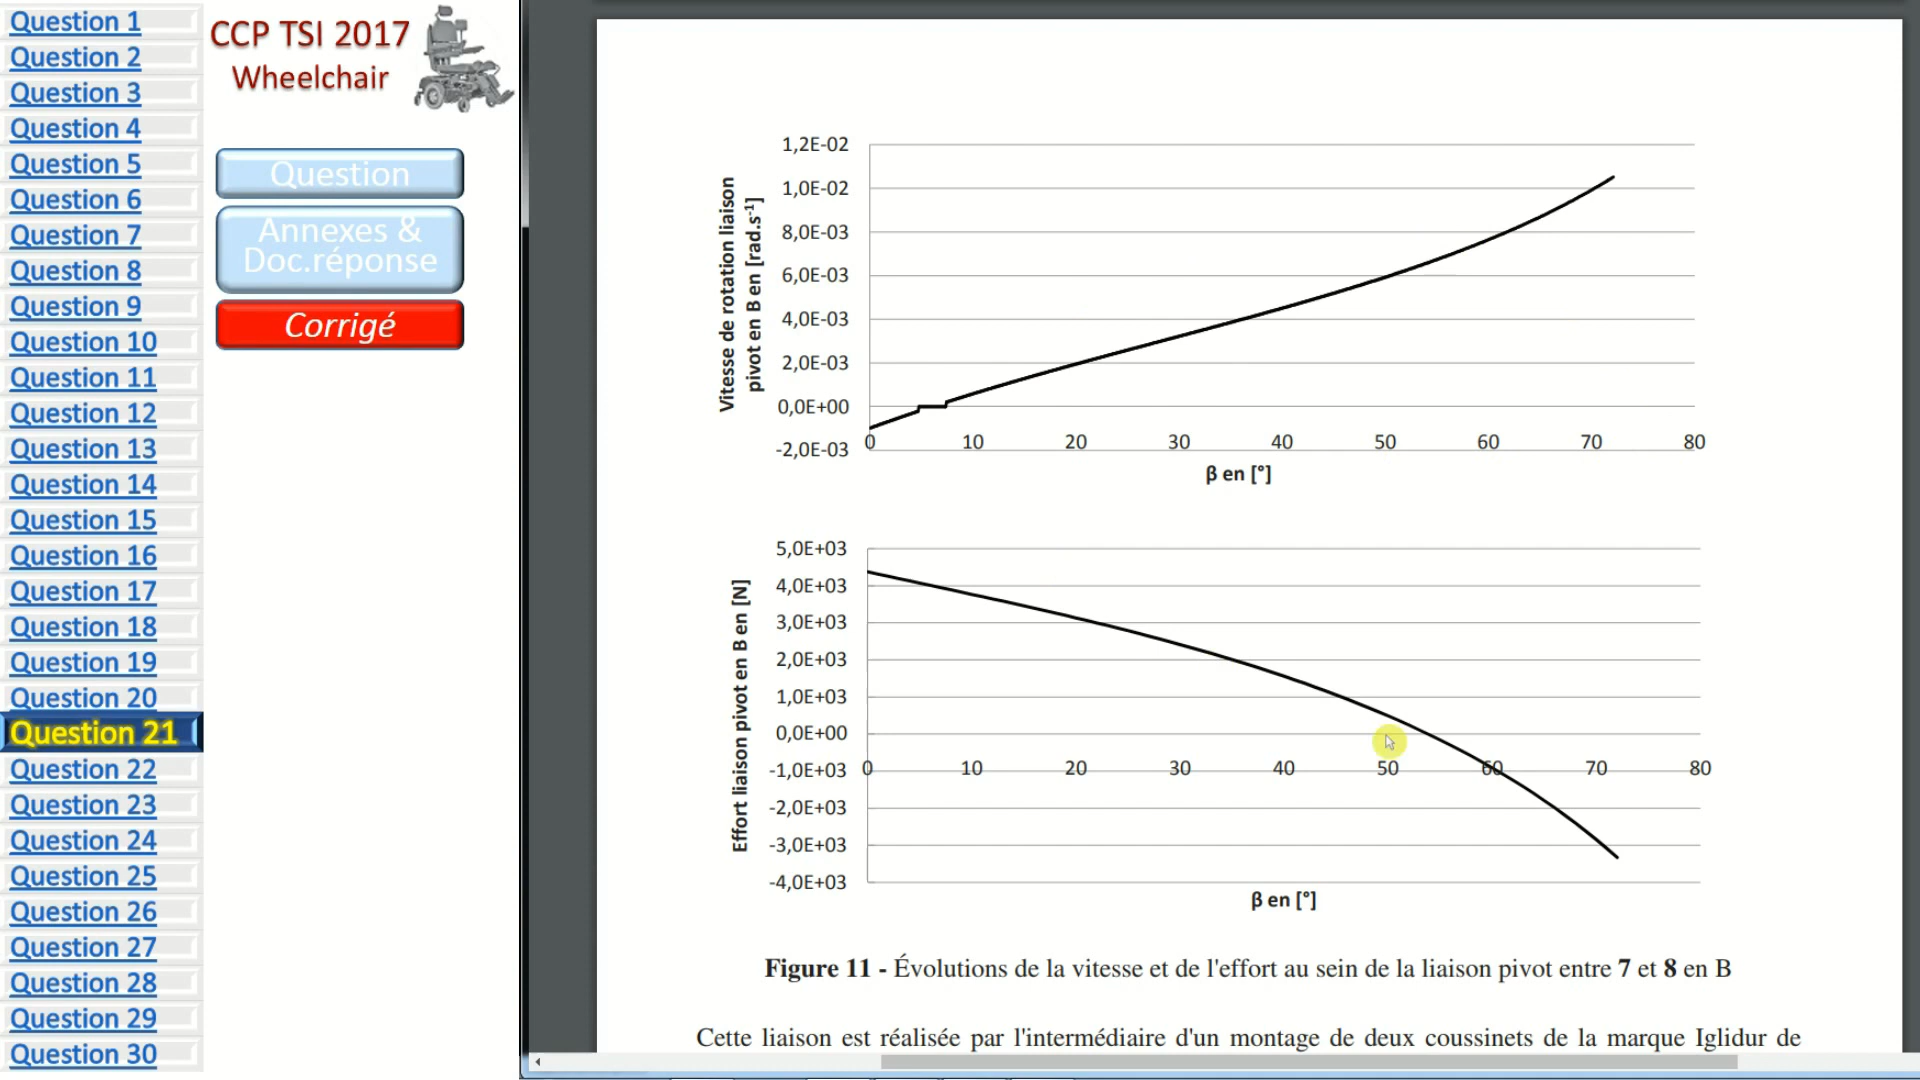 Question 1
Question 2
Question 3
Question 4
Question 5
Question 6
Question 7
Question 8
Question 9
Question 10
Question 11
Question 12
Question 13
Question 14
Question 15
Question 16
Question 17
Question 18
Question 19
Question 20
Question 21
Question 22
Question 23
Question 24
Question 25
Question 26
Question 27
Question 28
Question 29
Question 30
CCP TSI 2017
Wheelchair
Question
Annexes &
Doc.réponse
Corrigé
Vitesse de rotation liaison
pivot en B en [rad.s⁻¹]
1,2E-02
1,0E-02
8,0E-03
6,0E-03
4,0E-03
2,0E-03
0,0E+00
-2,0E-03
0 10 20 30 40 50 60 70 80
β en [°]
Effort liaison pivot en B en [N]
5,0E+03
4,0E+03
3,0E+03
2,0E+03
1,0E+03
0,0E+00
-1,0E+03
-2,0E+03
-3,0E+03
-4,0E+03
0 10 20 30 40 50 60 70 80
β en [°]
Figure 11 - Évolutions de la vitesse et de l'effort au sein de la liaison pivot entre 7 et 8 en B
Cette liaison est réalisée par l'intermédiaire d'un montage de deux coussinets de la marque Iglidur de